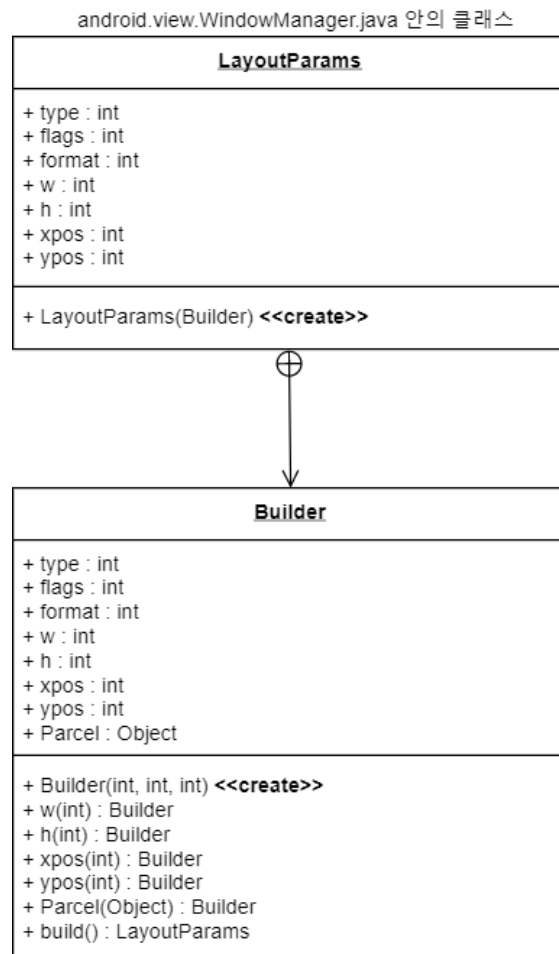 android.view.WindowManager.java 안의 클래스
LayoutParams
+ type : int
+ flags : int
+ format : int
+ w : int
+ h : int
+ xpos : int
+ ypos : int
+ LayoutParams(Builder) <<create>>
Builder
+ type : int
+ flags : int
+ format : int
+ w : int
+ h : int
+ xpos : int
+ ypos : int
+ Parcel : Object
+ Builder(int, int, int) <<create>>
+ w(int) : Builder
+ h(int) : Builder
+ xpos(int) : Builder
+ ypos(int) : Builder
+ Parcel(Object) : Builder
+ build() : LayoutParams